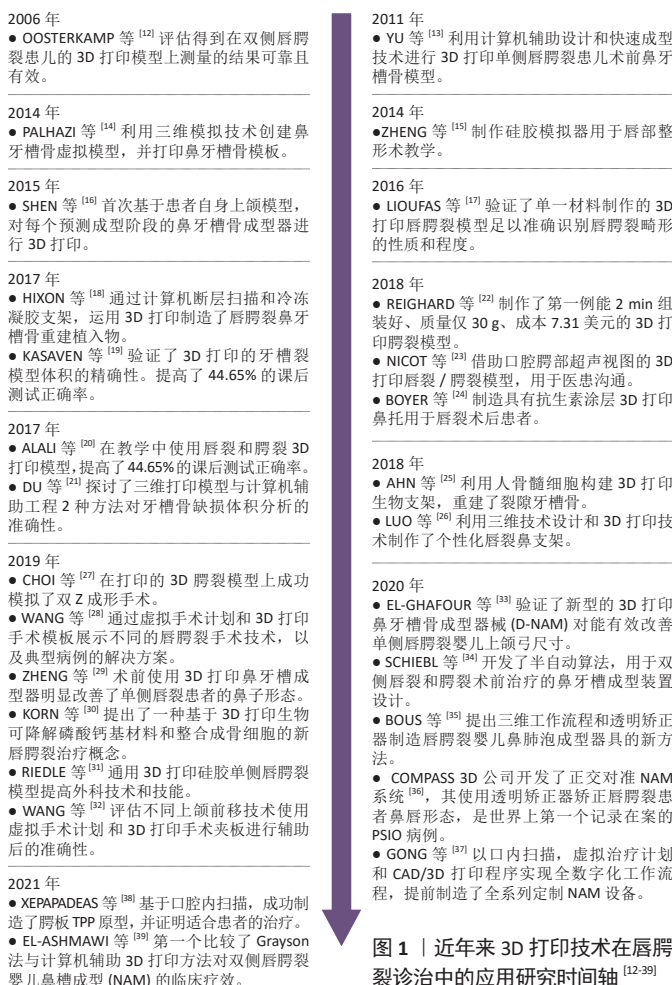 2006 年
● OOSTERKAMP 等 [12] 评估得到在双侧唇腭
裂患儿的 3D 打印模型上测量的结果可靠且
有效。
2014 年
● PALHAZI 等 [14] 利用三维模拟技术创建鼻
牙槽骨虚拟模型，并打印鼻牙槽骨模板。
2015 年
● SHEN 等 [16] 首次基于患者自身上颌模型，
对每个预测成型阶段的鼻牙槽骨成型器进
行 3D 打印。
2017 年
● HIXON 等 [18] 通过计算机断层扫描和冷冻
凝胶支架，运用 3D 打印制造了唇腭裂鼻牙
槽骨重建植入物。
● KASAVEN 等 [19] 验证了 3D 打印的牙槽裂
模型体积的精确性。提高了 44.65% 的课后
测试正确率。
2017 年
● ALALI 等 [20] 在教学中使用唇裂和腭裂 3D
打印模型,提高了44.65%的课后测试正确率。
● DU 等 [21] 探讨了三维打印模型与计算机辅
助工程 2 种方法对牙槽骨缺损体积分析的
准确性。
2019 年
● CHOI 等 [27] 在打印的 3D 腭裂模型上成功
模拟了双 Z 成形手术。
● WANG 等 [28] 通过虚拟手术计划和 3D 打印
手术模板展示不同的唇腭裂手术技术，以
及典型病例的解决方案。
● ZHENG 等 [29] 术前使用 3D 打印鼻牙槽成
型器明显改善了单侧唇裂患者的鼻子形态。
● KORN 等 [30] 提出了一种基于 3D 打印生物
可降解磷酸钙基材料和整合成骨细胞的新
唇腭裂治疗概念。
● RIEDLE 等 [31] 通用 3D 打印硅胶单侧唇腭裂
模型提高外科技术和技能。
● WANG 等 [32] 评估不同上颌前移技术使用
虚拟手术计划 和 3D 打印手术夹板进行辅助
后的准确性。
2021 年
● XEPAPADEAS 等 [38] 基于口腔内扫描，成功制
造了腭板 TPP 原型，并证明适合患者的治疗。
● EL-ASHMAWI 等 [39] 第一个比较了 Grayson
法与计算机辅助 3D 打印方法对双侧唇腭裂
婴儿鼻槽成型 (NAM) 的临床疗效。
2011 年
● YU 等 [13] 利用计算机辅助设计和快速成型
技术进行 3D 打印单侧唇腭裂患儿术前鼻牙
槽骨模型。
2014 年
●ZHENG 等 [15] 制作硅胶模拟器用于唇部整
形术教学。
2016 年
● LIOUFAS 等 [17] 验证了单一材料制作的 3D
打印唇腭裂模型足以准确识别唇腭裂畸形
的性质和程度。
2018 年
● REIGHARD 等 [22] 制作了第一例能 2 min 组
装好、质量仅 30 g、成本 7.31 美元的 3D 打
印腭裂模型。
● NICOT 等 [23] 借助口腔腭部超声视图的 3D
打印唇裂 / 腭裂模型，用于医患沟通。
● BOYER 等 [24] 制造具有抗生素涂层 3D 打印
鼻托用于唇裂术后患者。
2018 年
● AHN 等 [25] 利用人骨髓细胞构建 3D 打印
生物支架，重建了裂隙牙槽骨。
● LUO 等 [26] 利用三维技术设计和 3D 打印技
术制作了个性化唇裂鼻支架。
2020 年
● EL-GHAFOUR 等 [33] 验证了新型的 3D 打印
鼻牙槽骨成型器械 (D-NAM) 对能有效改善
单侧唇腭裂婴儿上颌弓尺寸。
● SCHIEBL 等 [34] 开发了半自动算法，用于双
侧唇裂和腭裂术前治疗的鼻牙槽成型装置
设计。
● BOUS 等 [35] 提出三维工作流程和透明矫正
器制造唇腭裂婴儿鼻肺泡成型器具的新方
法。
● COMPASS 3D 公司开发了正交对准 NAM
系统 [36]，其使用透明矫正器矫正唇腭裂患
者鼻唇形态，是世界上第一个记录在案的
PSIO 病例。
● GONG 等 [37] 以口内扫描，虚拟治疗计划
和 CAD/3D 打印程序实现全数字化工作流
程，提前制造了全系列定制 NAM 设备。
图 1 ｜近年来 3D 打印技术在唇腭
裂诊治中的应用研究时间轴 [12-39]